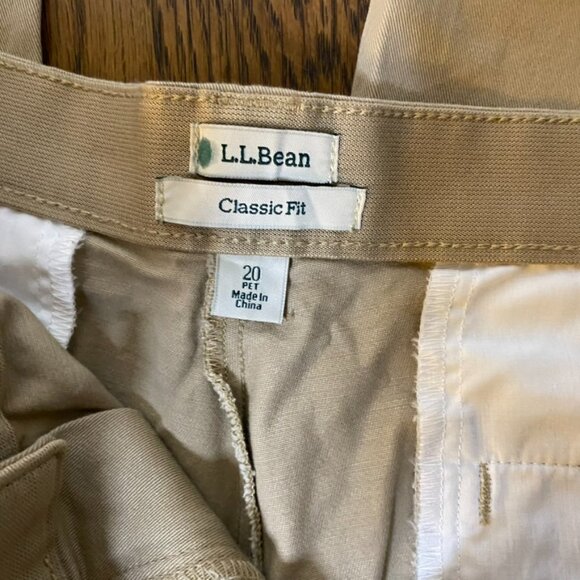 L.L.Bean
Classic Fit
20
PET
Made In
China